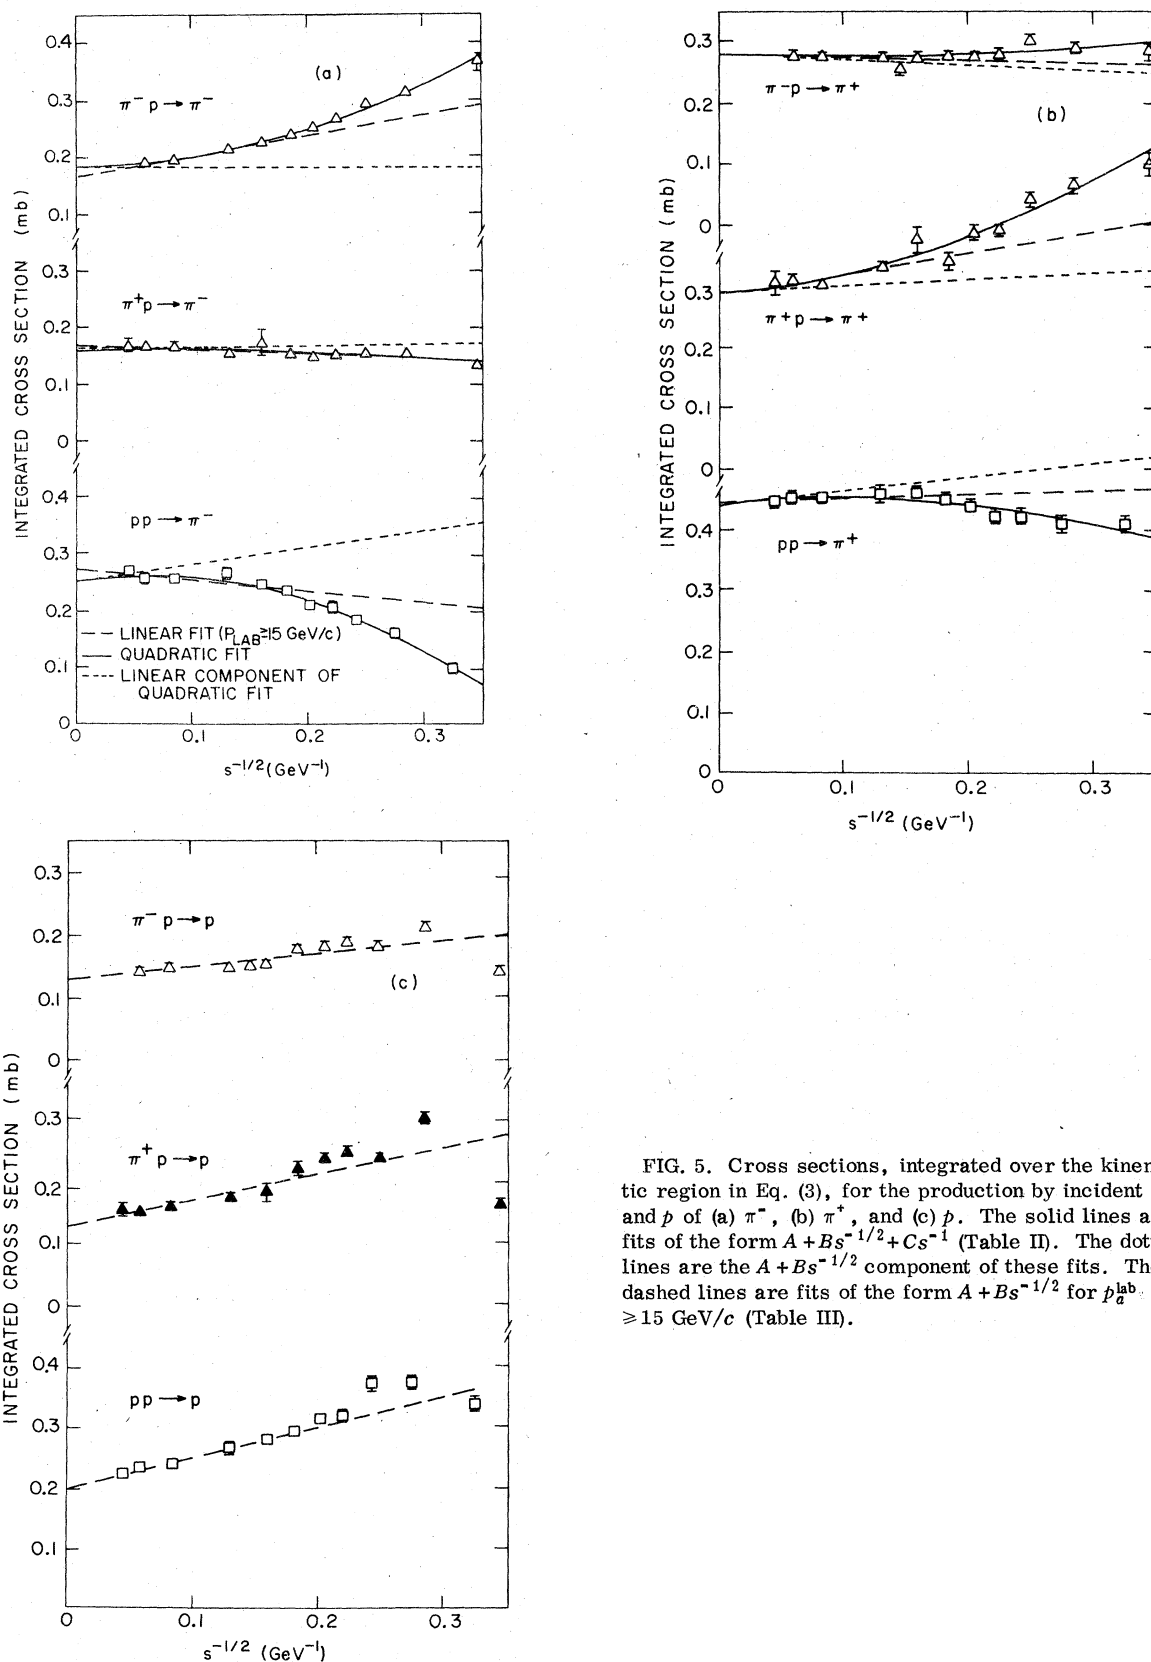 INTEGRATED CROSS SECTION (mb)
0.4
(a)
π⁻p → π⁻
0.3
0.2
0.1
0.3
π⁺p → π⁻
0.2
0.1
0
0.4
pp → π⁻
0.3
0.2
LINEAR FIT (P_LAB ≥ 15 GeV/c)
QUADRATIC FIT
0.1
LINEAR COMPONENT OF
QUADRATIC FIT
0
0 0.1 0.2 0.3
s⁻¹/² (GeV⁻¹)
INTEGRATED CROSS SECTION (mb)
0.3
π⁻p → π⁺
0.2
(b)
0.1
0
0.3
π⁺p → π⁺
0.2
0.1
0
0.4
pp → π⁺
0.3
0.2
0.1
0
0 0.1 0.2 0.3
s⁻¹/² (GeV⁻¹)
INTEGRATED CROSS SECTION (mb)
0.3
π⁻p → p
0.2
(c)
0.1
0
0.3
π⁺p → p
0.2
0.1
0
0.4
pp → p
0.3
0.2
0.1
0 0.1 0.2 0.3
s⁻¹/² (GeV⁻¹)
FIG. 5. Cross sections, integrated over the kinem
tic region in Eq. (3), for the production by incident
and p of (a) π⁻, (b) π⁺, and (c) p. The solid lines a
fits of the form A + Bs⁻¹/² + Cs⁻¹ (Table II). The dot
lines are the A + Bs⁻¹/² component of these fits. The
dashed lines are fits of the form A + Bs⁻¹/² for pₐˡᵃᵇ
≥ 15 GeV/c (Table III).